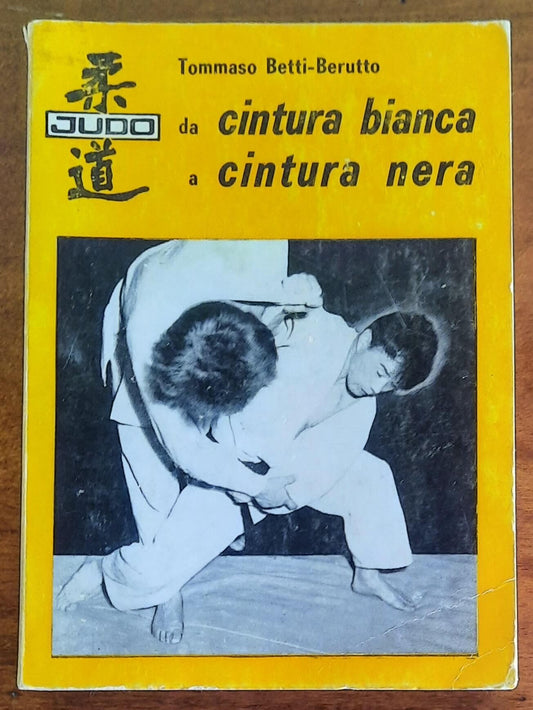 Tommaso Betti-Berutto
柔
JUDO
道
da cintura bianca
a cintura nera